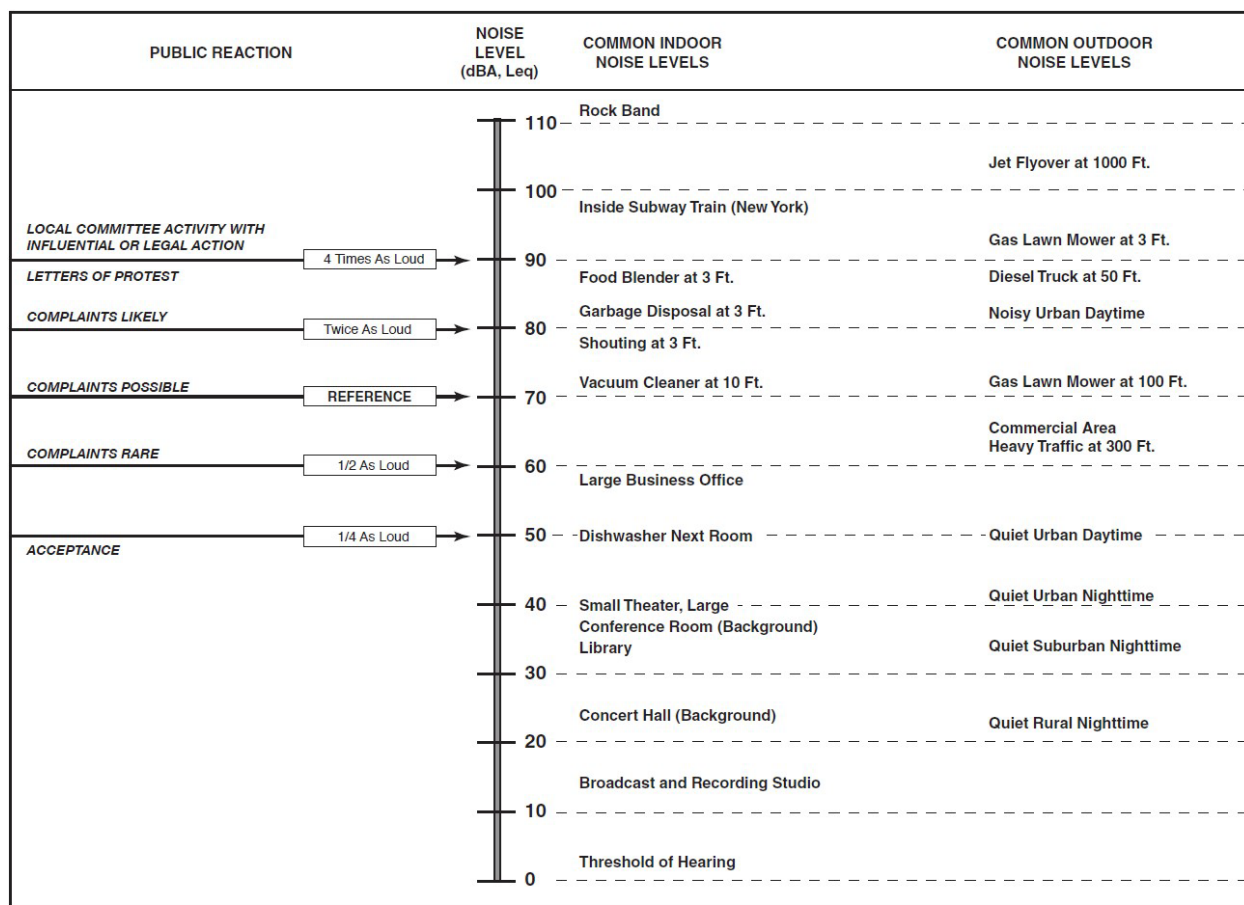 PUBLIC REACTION
NOISE
LEVEL
(dBA, Leq)
COMMON INDOOR
NOISE LEVELS
COMMON OUTDOOR
NOISE LEVELS
Rock Band
110
Jet Flyover at 1000 Ft.
100
Inside Subway Train (New York)
LOCAL COMMITTEE ACTIVITY WITH
INFLUENTIAL OR LEGAL ACTION
Gas Lawn Mower at 3 Ft.
4 Times As Loud
90
LETTERS OF PROTEST
Food Blender at 3 Ft.
Diesel Truck at 50 Ft.
COMPLAINTS LIKELY
Garbage Disposal at 3 Ft.
Noisy Urban Daytime
Twice As Loud
80
Shouting at 3 Ft.
COMPLAINTS POSSIBLE
Vacuum Cleaner at 10 Ft.
Gas Lawn Mower at 100 Ft.
REFERENCE
70
Commercial Area
Heavy Traffic at 300 Ft.
COMPLAINTS RARE
1/2 As Loud
60
Large Business Office
1/4 As Loud
50
Dishwasher Next Room
Quiet Urban Daytime
ACCEPTANCE
Quiet Urban Nighttime
40
Small Theater, Large
Conference Room (Background)
Library
Quiet Suburban Nighttime
30
Concert Hall (Background)
Quiet Rural Nighttime
20
Broadcast and Recording Studio
10
Threshold of Hearing
0